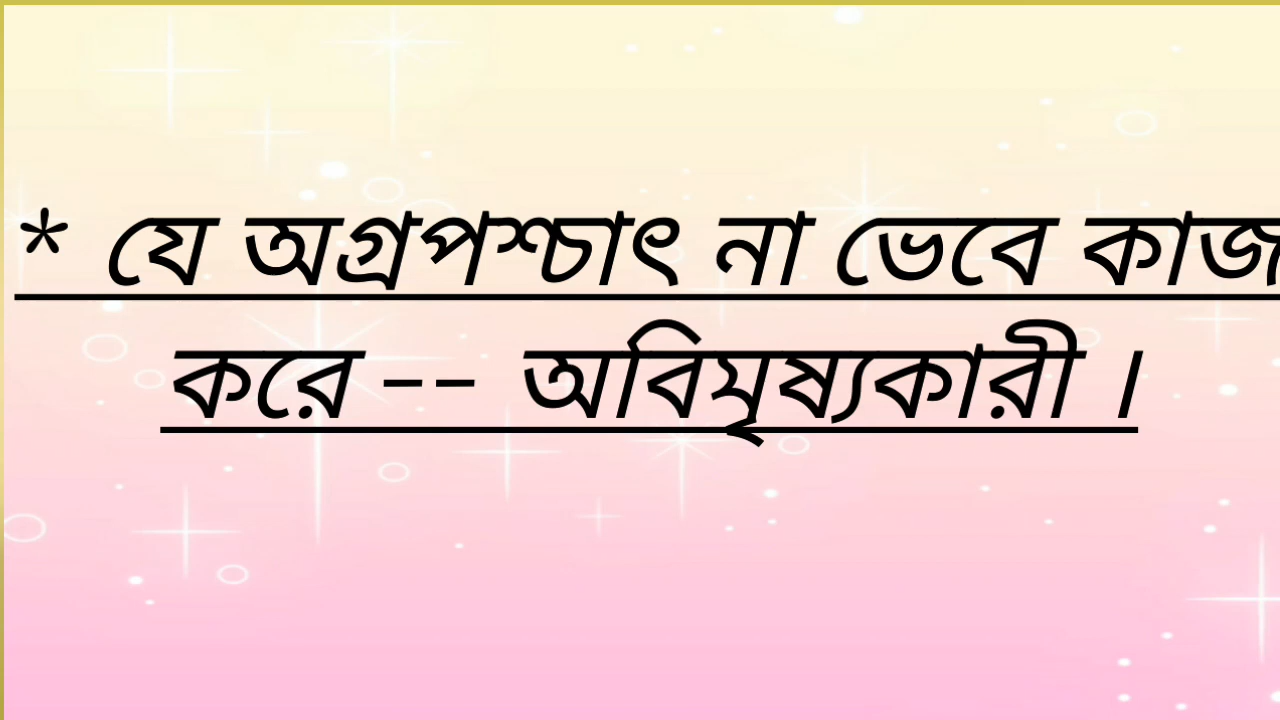 * যে অগ্রপশ্চাৎ না ভেবে কাজ
করে -- অবিমৃষ্যকারী ।